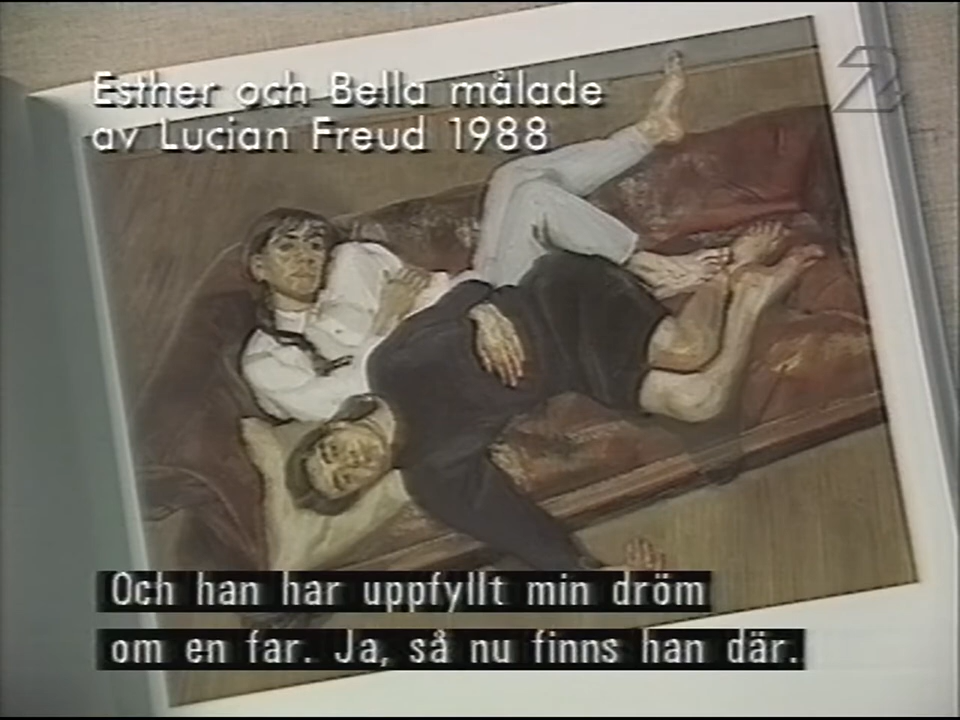 Esther och Bella målade
av Lucian Freud 1988
2
Och han har uppfyllt min dröm
om en far. Ja, så nu finns han där.